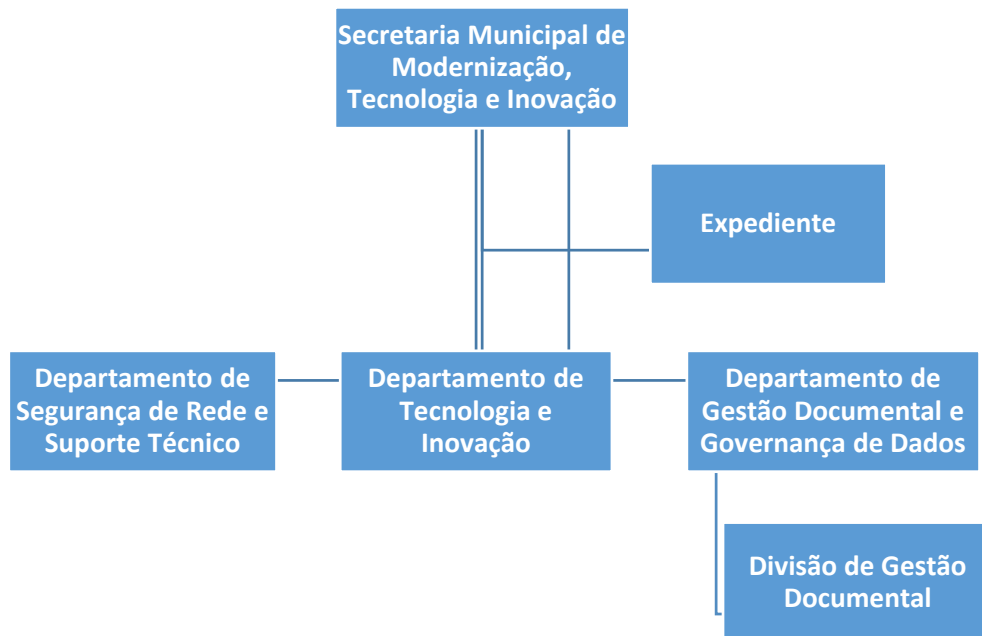 Secretaria Municipal de
Modernização,
Tecnologia e Inovação
Expediente
Departamento de
Segurança de Rede e
Suporte Técnico
Departamento de
Tecnologia e
Inovação
Departamento de
Gestão Documental e
Governança de Dados
Divisão de Gestão
Documental